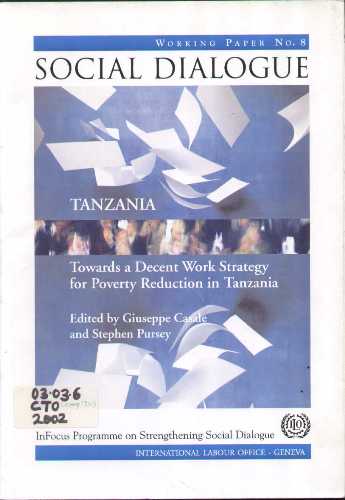 WORKING PAPER NO. 8
SOCIAL DIALOGUE
TANZANIA
Towards a Decent Work Strategy
for Poverty Reduction in Tanzania
Edited by Giuseppe Casale
and Stephen Pursey
03.03.6
CTO
2002
InFocus Programme on Strengthening Social Dialogue
INTERNATIONAL LABOUR OFFICE - GENEVA